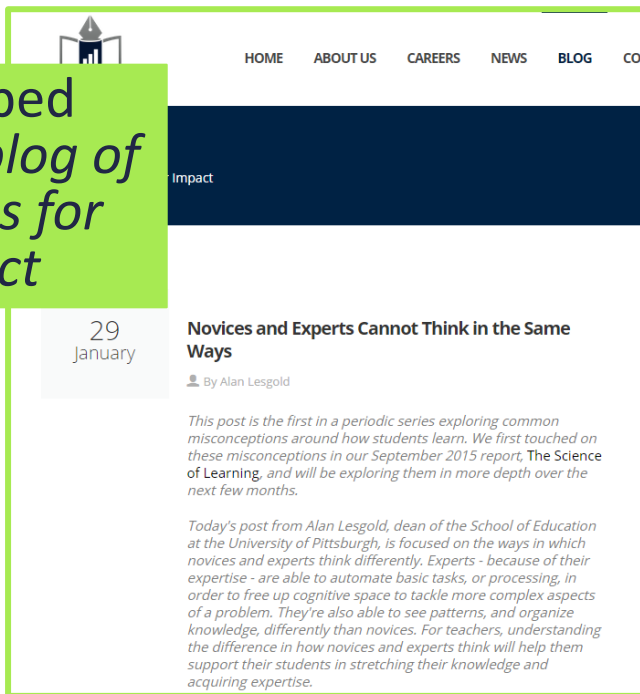 HOME ABOUT US CAREERS NEWS BLOG CO
ped
log of
s for
ct
Impact
29
January
Novices and Experts Cannot Think in the Same
Ways
By Alan Lesgold
This post is the first in a periodic series exploring common
misconceptions around how students learn. We first touched on
these misconceptions in our September 2015 report, The Science
of Learning, and will be exploring them in more depth over the
next few months.
Today's post from Alan Lesgold, dean of the School of Education
at the University of Pittsburgh, is focused on the ways in which
novices and experts think differently. Experts - because of their
expertise - are able to automate basic tasks, or processing, in
order to free up cognitive space to tackle more complex aspects
of a problem. They're also able to see patterns, and organize
knowledge, differently than novices. For teachers, understanding
the difference in how novices and experts think will help them
support their students in stretching their knowledge and
acquiring expertise.